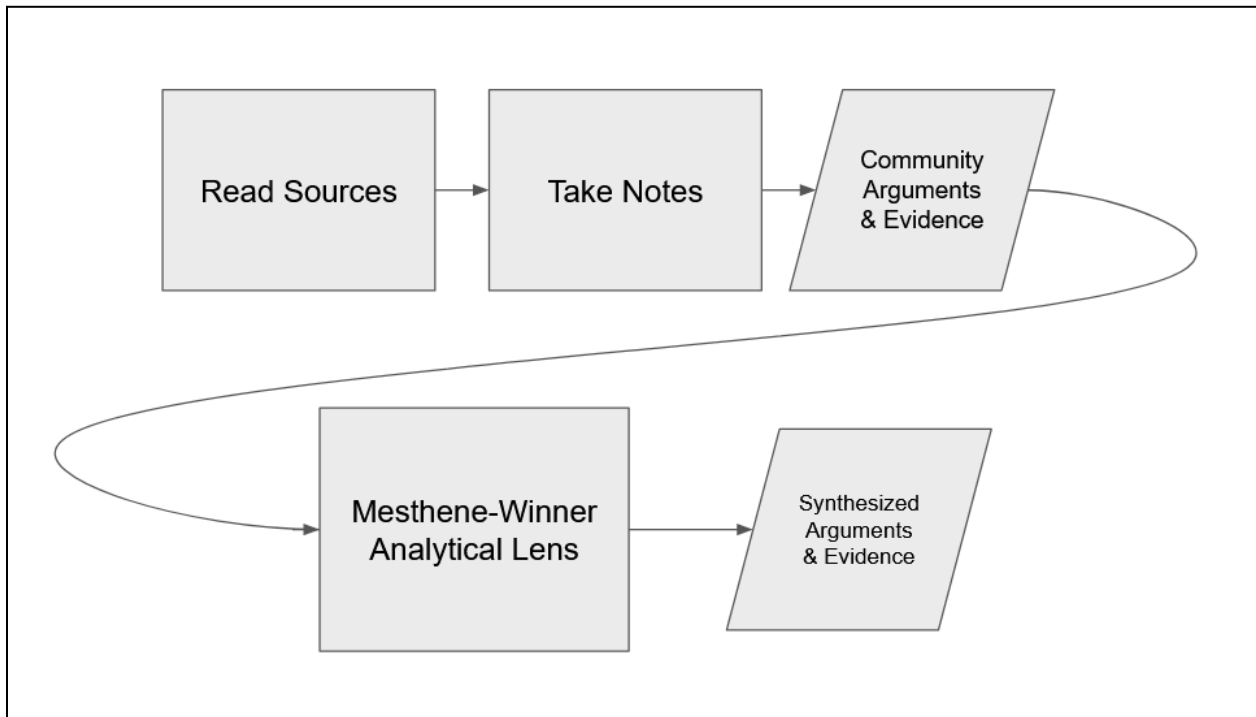 Read Sources
Take Notes
Community
Arguments
& Evidence
Mesthene-Winner
Analytical Lens
Synthesized
Arguments
& Evidence